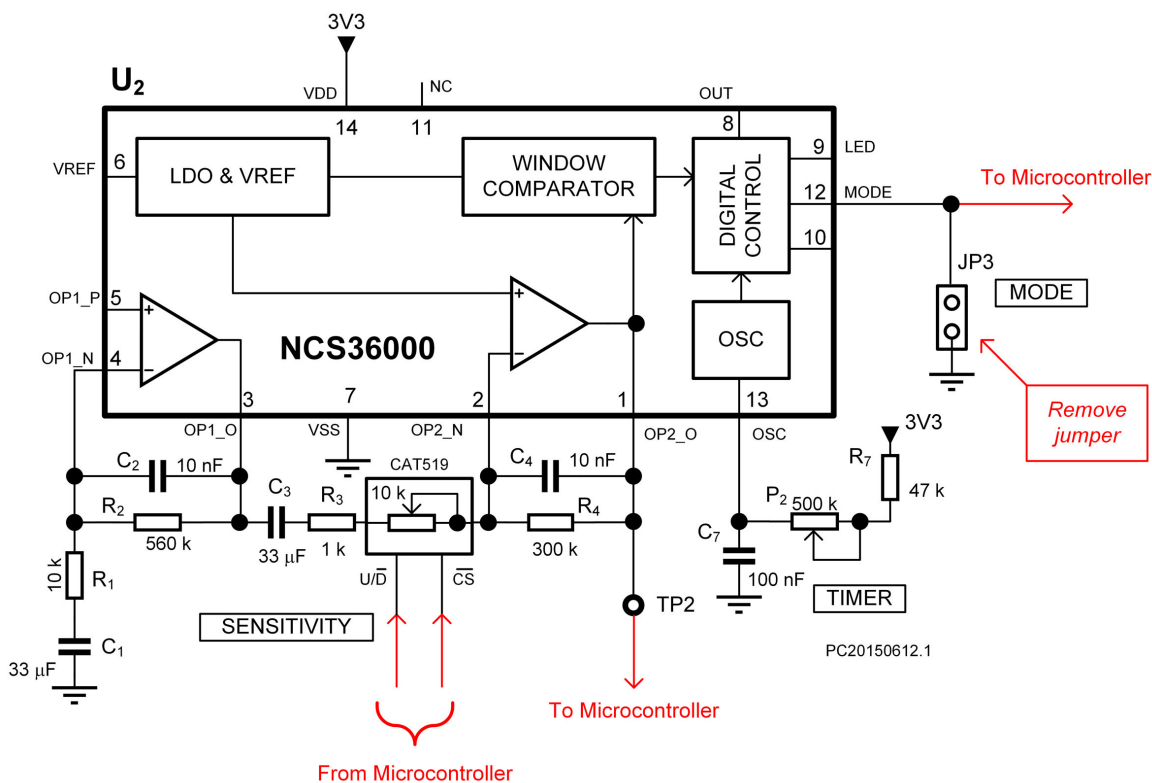 3V3
U2
VDD
NC
OUT
14
11
8
VREF
6
LDO & VREF
WINDOW
COMPARATOR
DIGITAL
CONTROL
9
LED
12
MODE
10
To Microcontroller
JP3
MODE
OP1_P
5
+
OP1_N
4
−
+
−
NCS36000
OSC
3
7
2
1
13
OP1_O
VSS
OP2_N
OP2_O
OSC
Remove
jumper
3V3
C2
10 nF
CAT519
C4
10 nF
R7
47 k
R2
560 k
C3
33 µF
R3
1 k
10 k
R4
300 k
P2
500 k
C7
100 nF
10 k
R1
U/D̅
C̅S̅
TP2
TIMER
SENSITIVITY
C1
33 µF
PC20150612.1
To Microcontroller
From Microcontroller